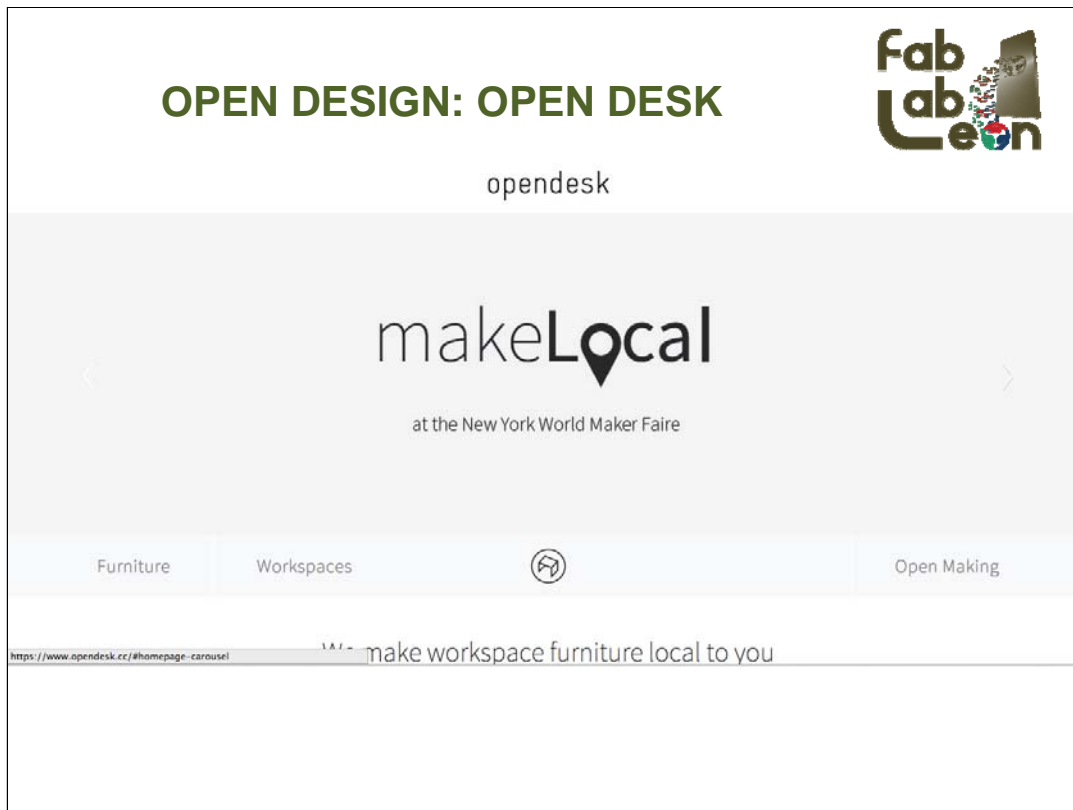 OPEN DESIGN: OPEN DESK
Fab
Lab
Leon
opendesk
makeLocal
at the New York World Maker Faire
Furniture
Workspaces
Open Making
We make workspace furniture local to you
https://www.opendesk.cc/#homepage-carousel